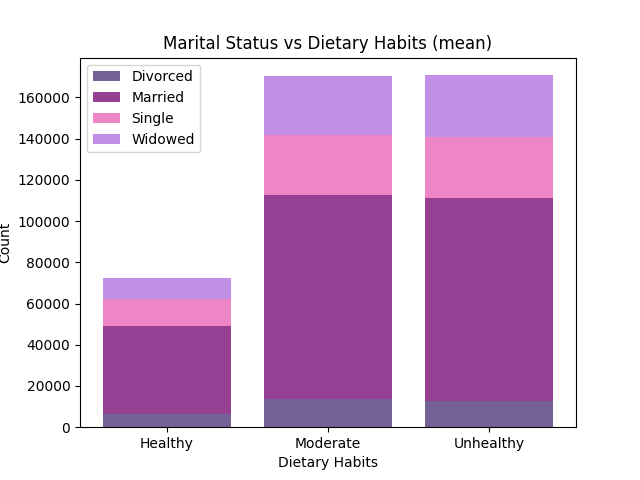 Marital Status vs Dietary Habits (mean)
Divorced
Married
Single
Widowed
160000
140000
120000
100000
80000
60000
40000
20000
0
Count
Healthy
Moderate
Unhealthy
Dietary Habits